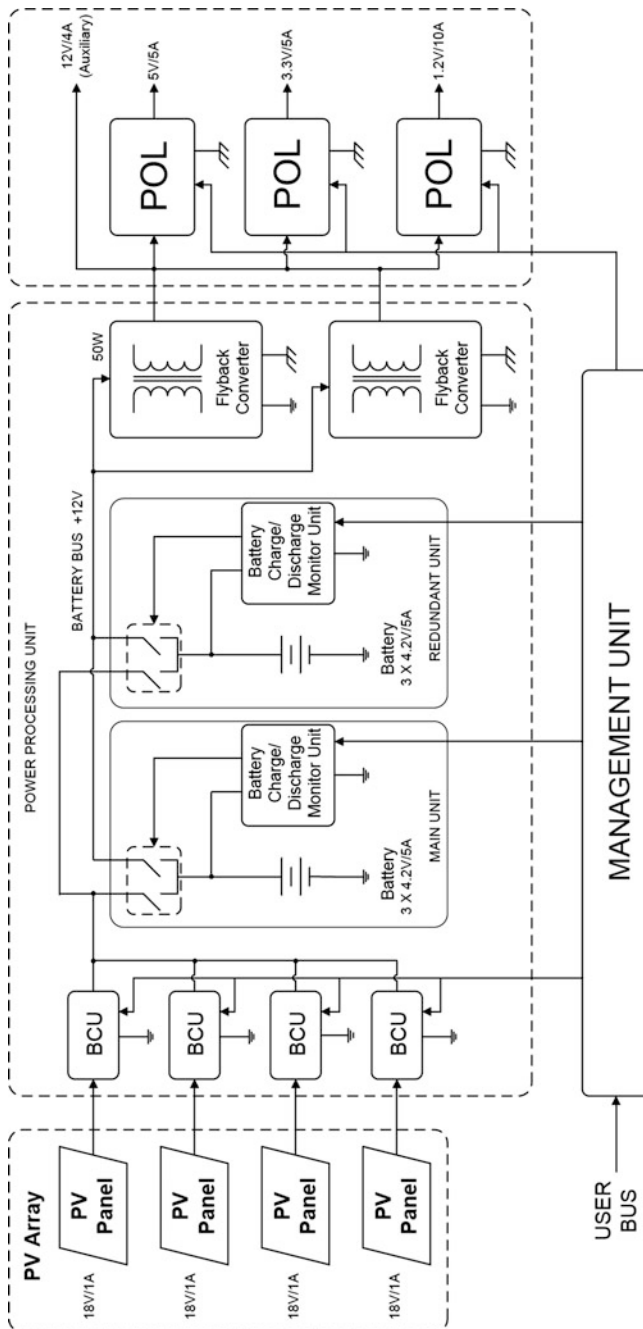 PV Array
18V/1A
PV
Panel
18V/1A
PV
Panel
18V/1A
PV
Panel
18V/1A
PV
Panel
POWER PROCESSING UNIT
BCU
BCU
BCU
BCU
BATTERY BUS +12V
Battery
Charge/
Discharge
Monitor Unit
Battery
3 X 4.2V/5A
MAIN UNIT
Battery
Charge/
Discharge
Monitor Unit
Battery
3 X 4.2V/5A
REDUNDANT UNIT
50W
Flyback
Converter
Flyback
Converter
12V/4A
(Auxiliary)
POL
5V/5A
POL
3.3V/5A
POL
1.2V/10A
USER
BUS
MANAGEMENT UNIT